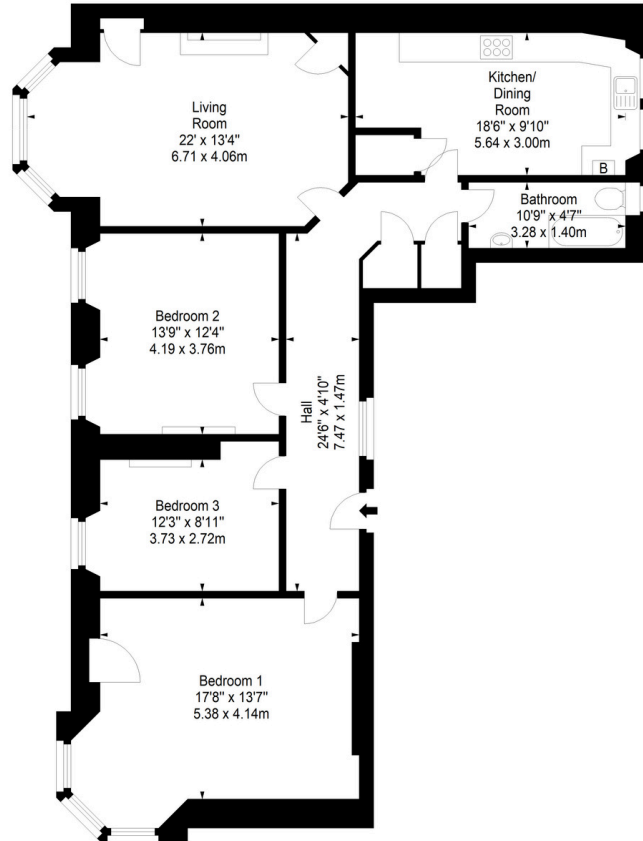 Living
Room
22' x 13'4"
6.71 x 4.06m
Kitchen/
Dining
Room
18'6" x 9'10"
5.64 x 3.00m
B
Bathroom
10'9" x 4'7"
3.28 x 1.40m
Bedroom 2
13'9" x 12'4"
4.19 x 3.76m
Hall
24'6" x 4'10"
7.47 x 1.47m
Bedroom 3
12'3" x 8'11"
3.73 x 2.72m
Bedroom 1
17'8" x 13'7"
5.38 x 4.14m